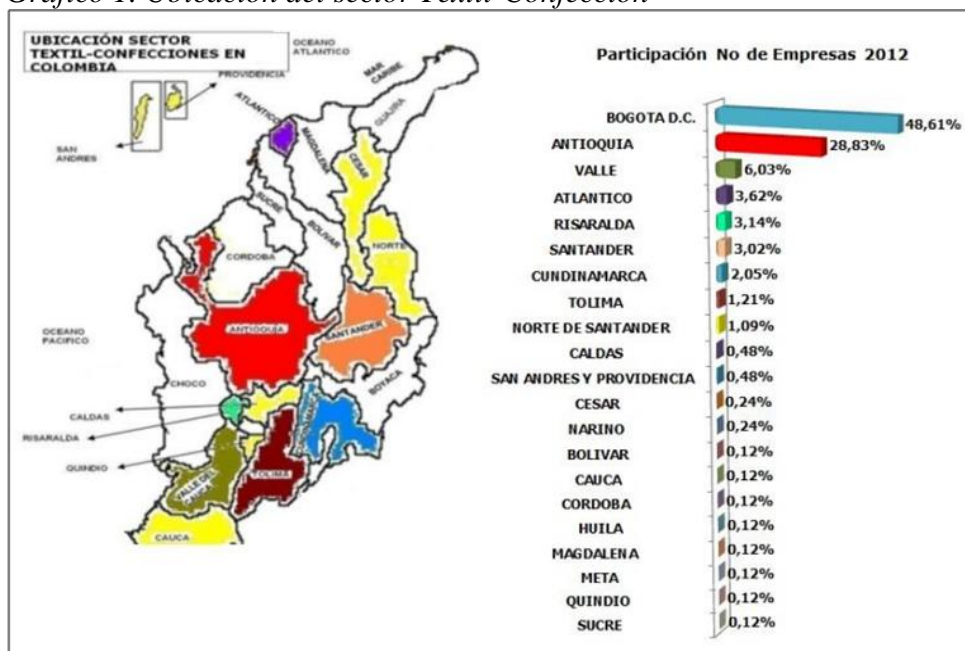 Gráfico 1. Ubicación del sector Textil-Confección
UBICACIÓN SECTOR
TEXTIL-CONFECCIONES EN
COLOMBIA
OCEANO
ATLANTICO
PROVIDENCIA
SAN
ANDRES
MAR
CARIBE
GUAJIRA
ATLANTICO
MAGDALENA
CESAR
SUCRE
BOLIVAR
NORTE
CORDOBA
ANTIOQUIA
SANTANDER
OCEANO
PACIFICO
CHOCO
BOYACA
CALDAS
RISARALDA
QUINDIO
VALLE DEL
CAUCA
TOLIMA
CAUCA
Participación No de Empresas 2012
BOGOTA D.C. 48,61%
ANTIOQUIA 28,83%
VALLE 6,03%
ATLANTICO 3,62%
RISARALDA 3,14%
SANTANDER 3,02%
CUNDINAMARCA 2,05%
TOLIMA 1,21%
NORTE DE SANTANDER 1,09%
CALDAS 0,48%
SAN ANDRES Y PROVIDENCIA 0,48%
CESAR 0,24%
NARINO 0,24%
BOLIVAR 0,12%
CAUCA 0,12%
CORDOBA 0,12%
HUILA 0,12%
MAGDALENA 0,12%
META 0,12%
QUINDIO 0,12%
SUCRE 0,12%